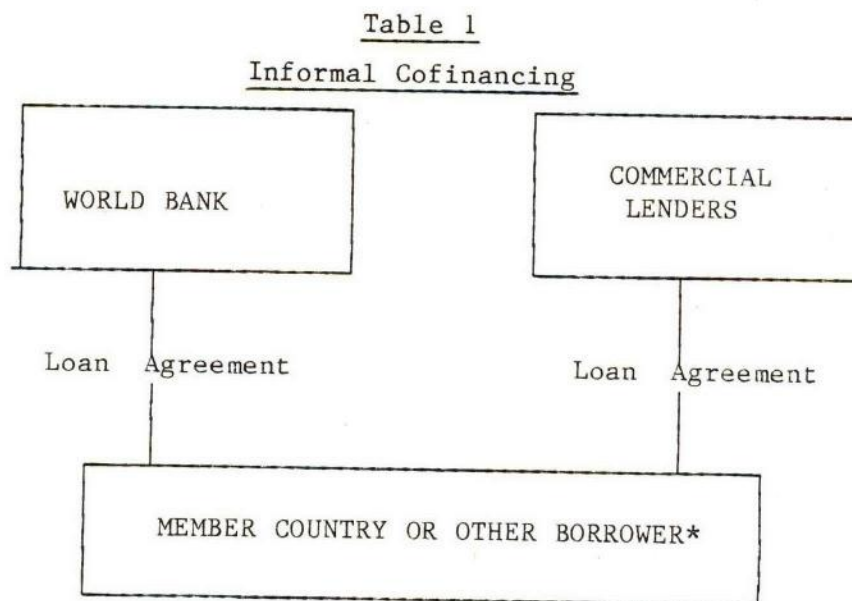 Table 1
Informal Cofinancing
WORLD BANK
COMMERCIAL
LENDERS
Loan Agreement
Loan Agreement
MEMBER COUNTRY OR OTHER BORROWER*